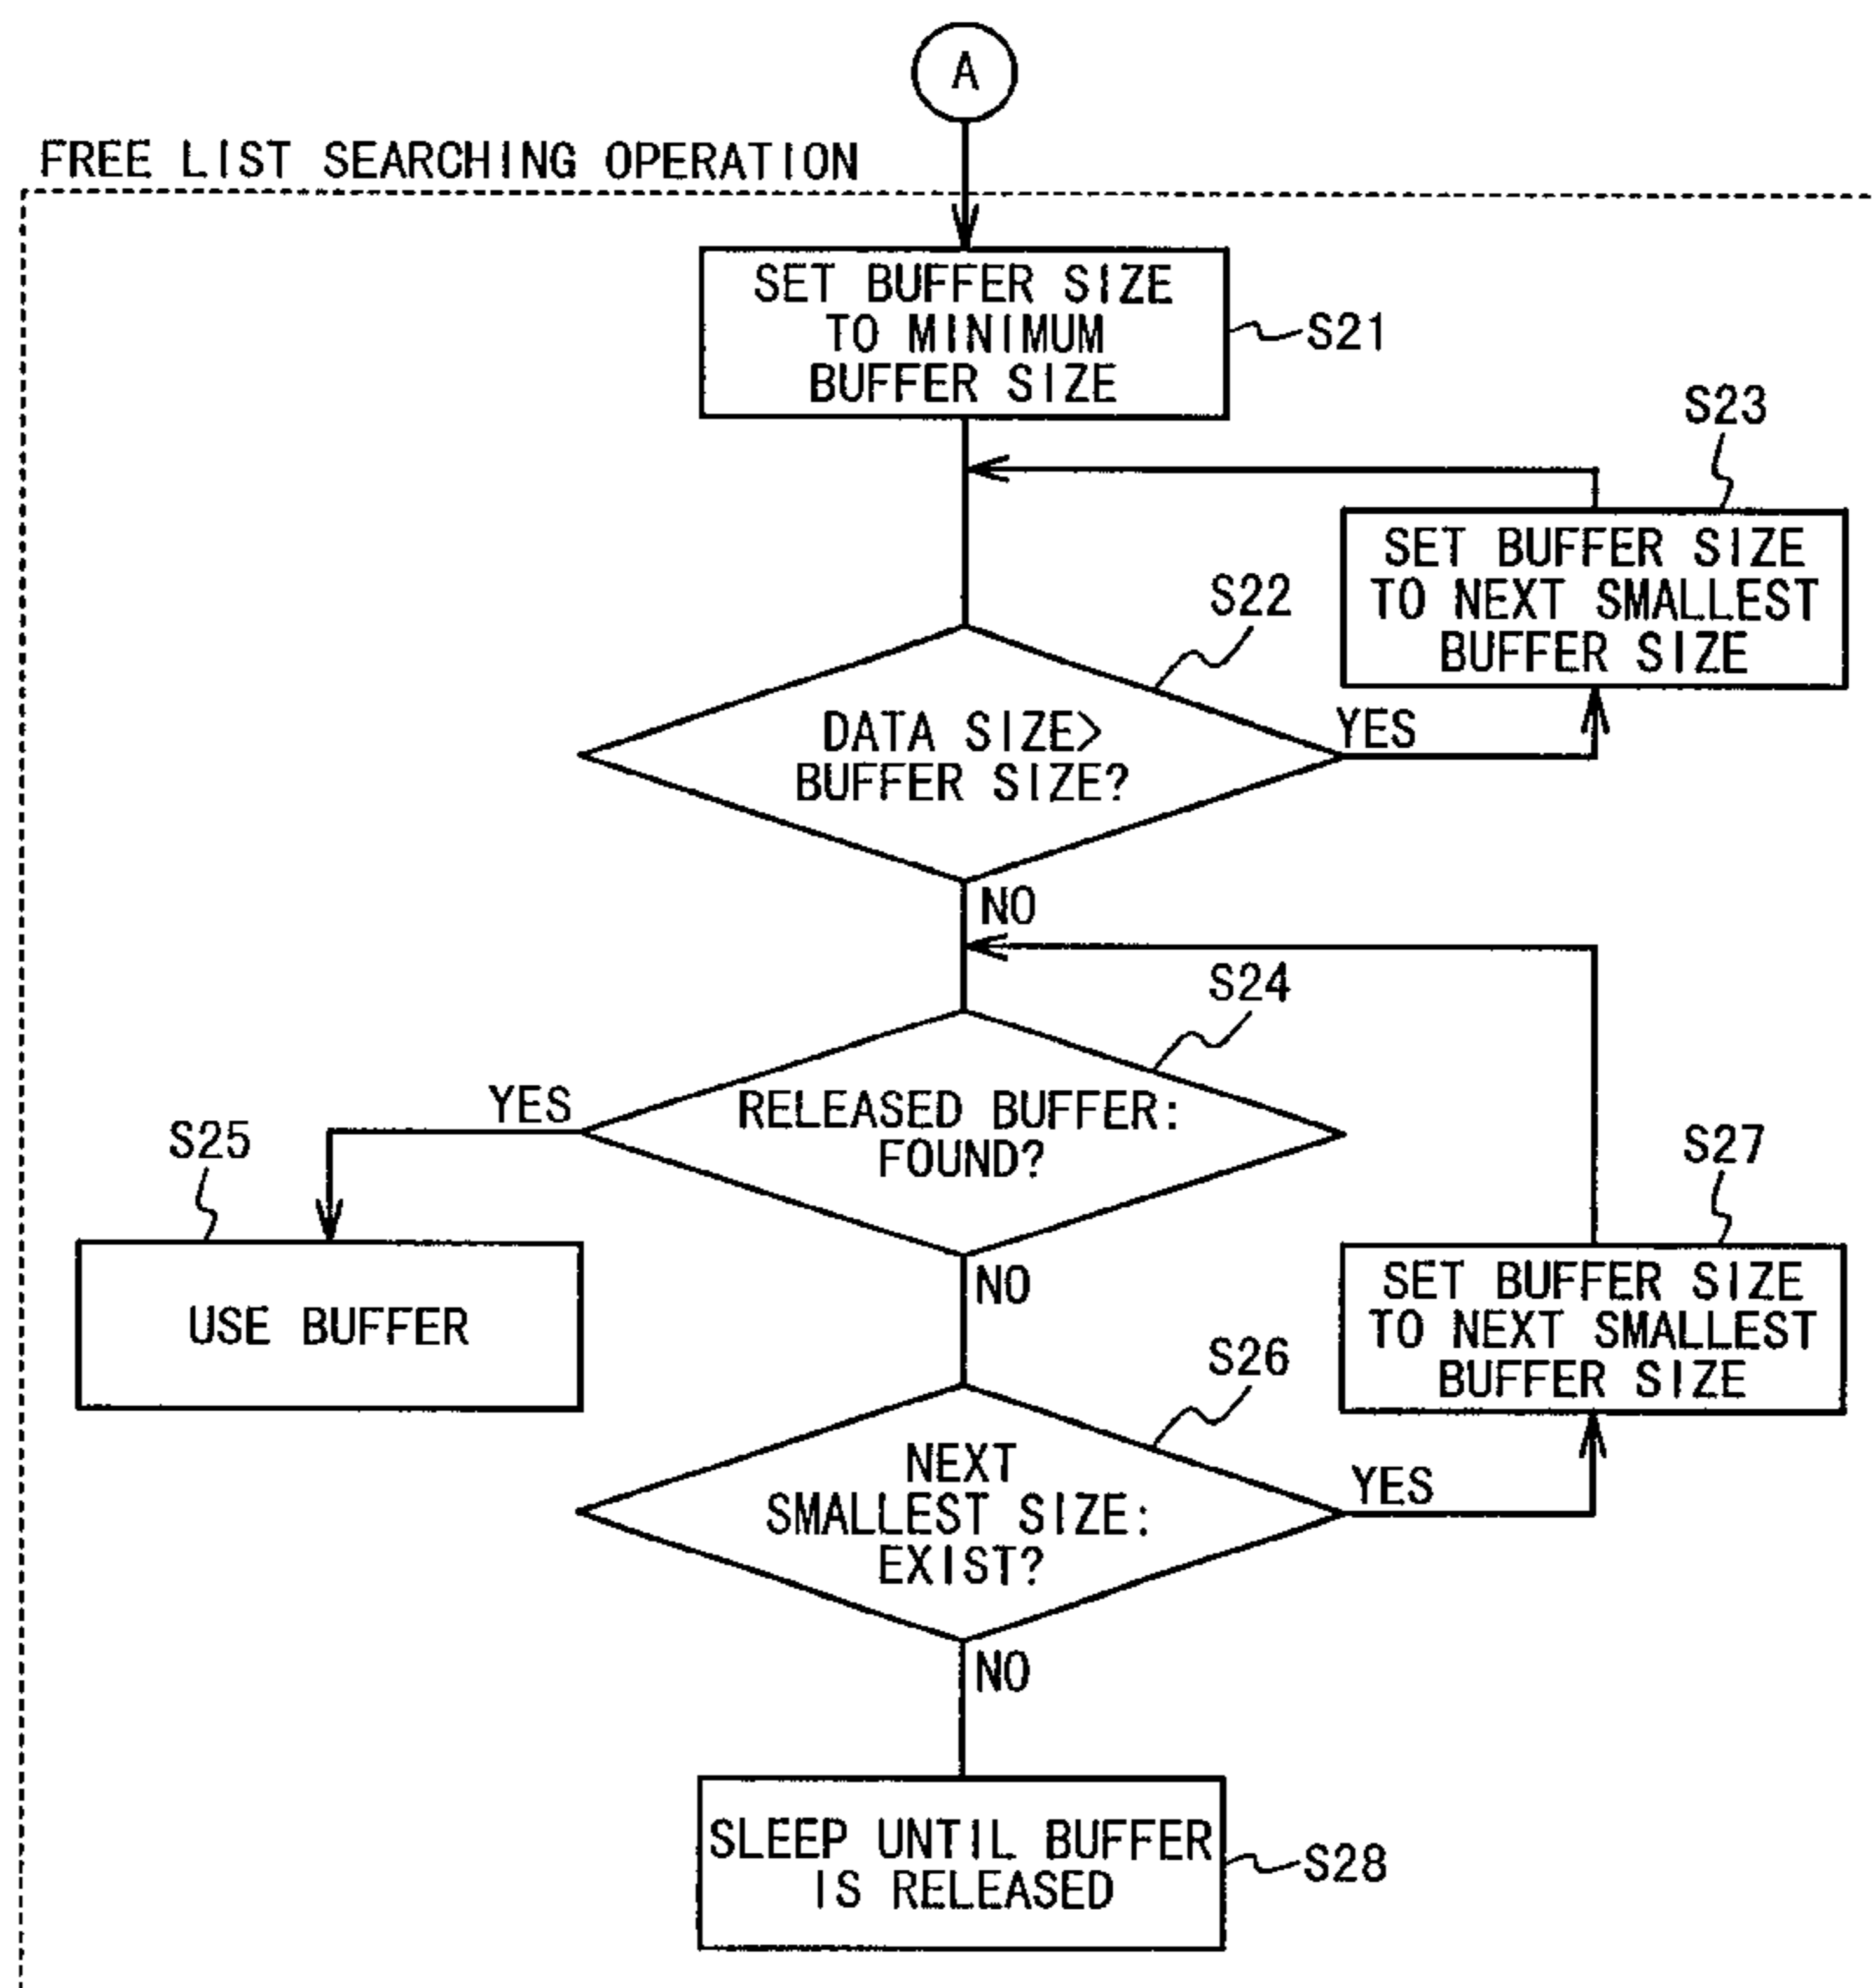 A
FREE LIST SEARCHING OPERATION
SET BUFFER SIZE
TO MINIMUM
BUFFER SIZE
S21
S23
SET BUFFER SIZE
TO NEXT SMALLEST
BUFFER SIZE
S22
DATA SIZE>
BUFFER SIZE?
YES
NO
S24
RELEASED BUFFER:
FOUND?
YES
S25
USE BUFFER
NO
S27
SET BUFFER SIZE
TO NEXT SMALLEST
BUFFER SIZE
S26
NEXT
SMALLEST SIZE:
EXIST?
YES
NO
SLEEP UNTIL BUFFER
IS RELEASED
S28